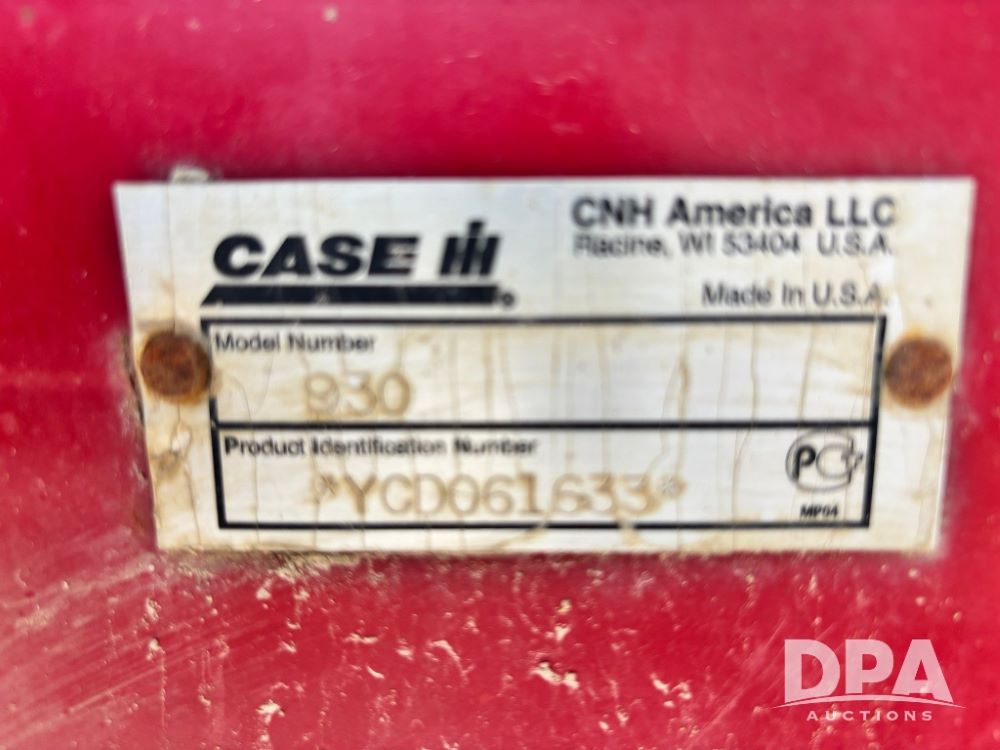 CASE IH
CNH America LLC
Racine, WI 53404 U.S.A.
Made in U.S.A.
Model Number
930
Product Identification Number
*YCD061633*
PCT
MP04
DPA
AUCTIONS